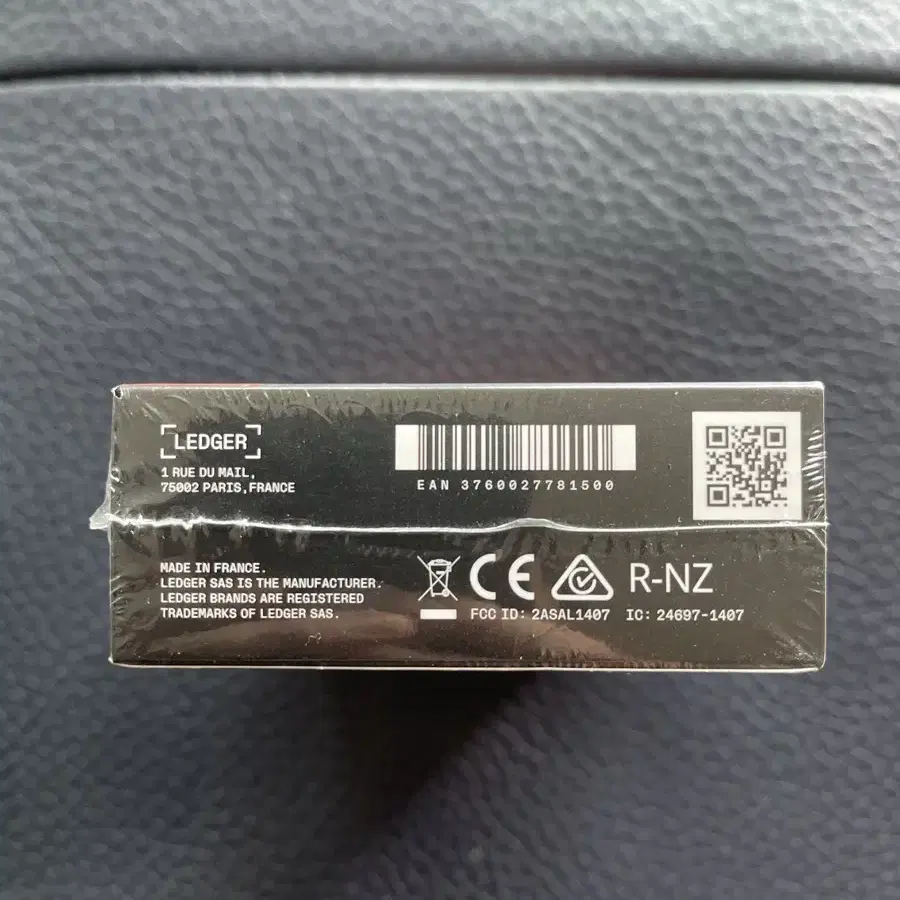 LEDGER
1 RUE DU MAIL,
75002 PARIS,FRANCE
EAN 3760027781500
MADE IN FRANCE.
LEDGER SAS IS THE MANUFACTURER.
LEDGER BRANDS ARE REGISTERED
TRADEMARKS OF LEDGER SAS.
CE R-NZ
FCC ID: 2ASAL1407 IC: 24697-1407